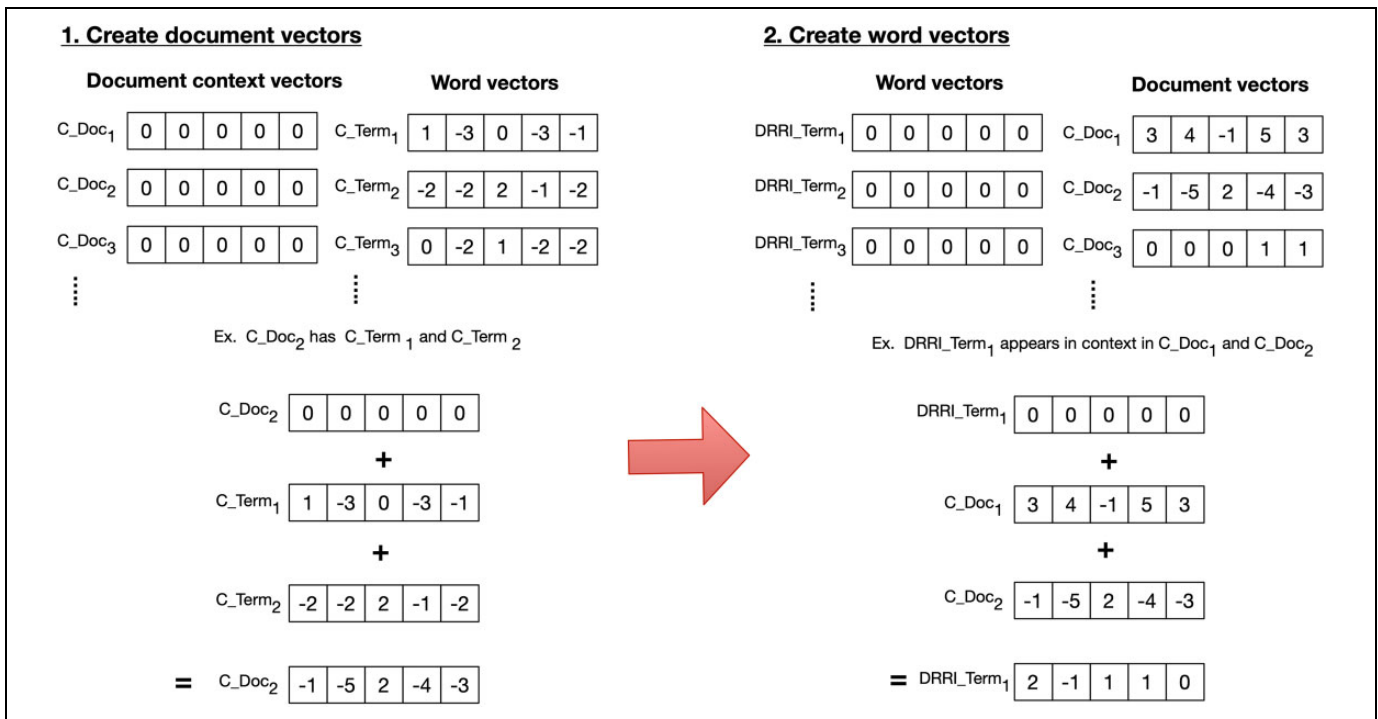 1. Create document vectors
Document context vectors Word vectors
C_Doc1 0 0 0 0 0 C_Term1 1 -3 0 -3 -1
C_Doc2 0 0 0 0 0 C_Term2 -2 -2 2 -1 -2
C_Doc3 0 0 0 0 0 C_Term3 0 -2 1 -2 -2
Ex. C_Doc2 has C_Term 1 and C_Term 2
C_Doc2 0 0 0 0 0
+
C_Term1 1 -3 0 -3 -1
+
C_Term2 -2 -2 2 -1 -2
= C_Doc2 -1 -5 2 -4 -3
2. Create word vectors
Word vectors Document vectors
DRRI_Term1 0 0 0 0 0 C_Doc1 3 4 -1 5 3
DRRI_Term2 0 0 0 0 0 C_Doc2 -1 -5 2 -4 -3
DRRI_Term3 0 0 0 0 0 C_Doc3 0 0 0 1 1
Ex. DRRI_Term1 appears in context in C_Doc1 and C_Doc2
DRRI_Term1 0 0 0 0 0
+
C_Doc1 3 4 -1 5 3
+
C_Doc2 -1 -5 2 -4 -3
= DRRI_Term1 2 -1 1 1 0